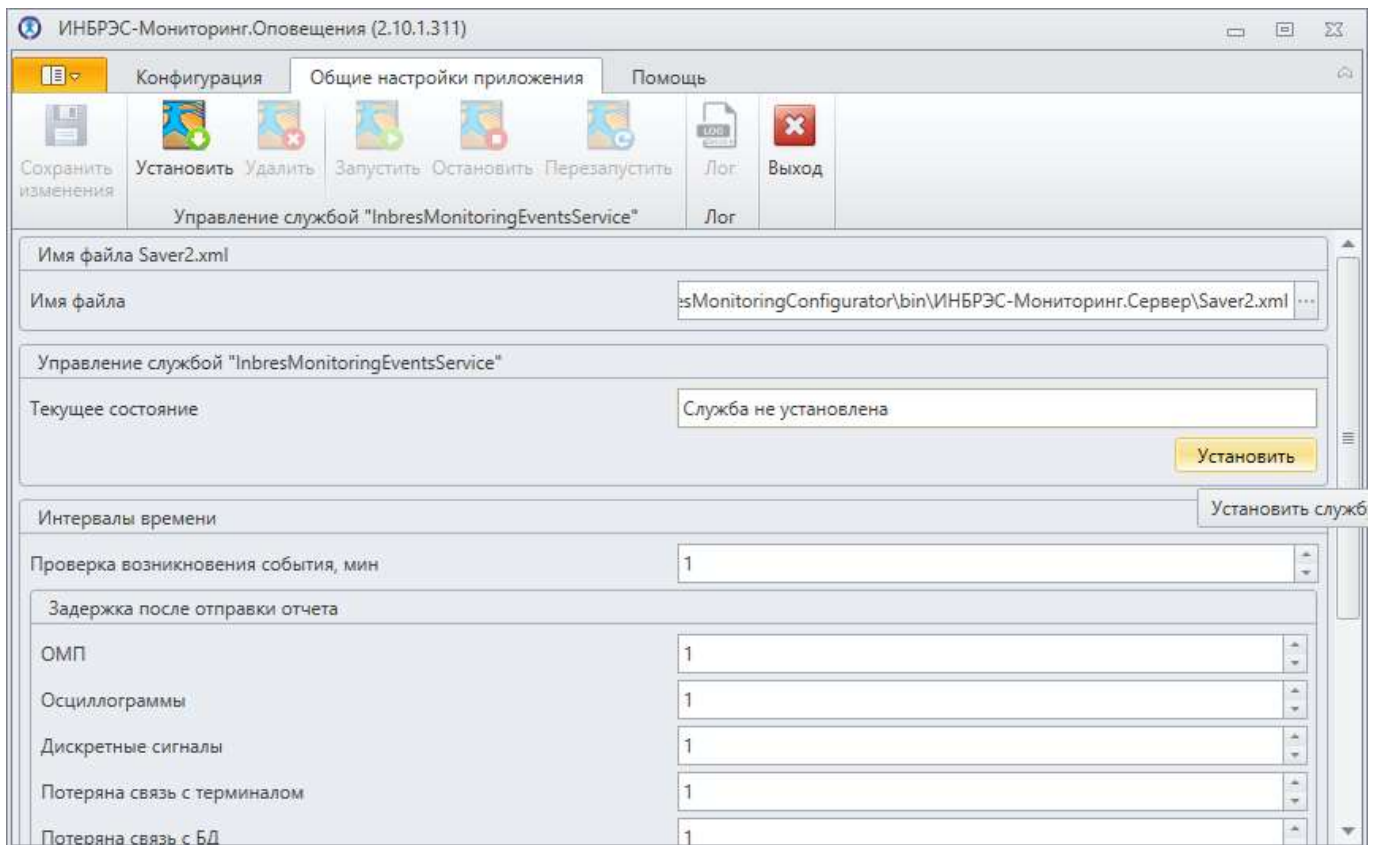 ИНБРЭС-Мониторинг.Оповещения (2.10.1.311)
Конфигурация Общие настройки приложения Помощь
Сохранить изменения
Установить Удалить Запустить Остановить Перезапустить Лог Выход
Управление службой "InbresMonitoringEventsService" Лог
Имя файла Saver2.xml
Имя файла esMonitoringConfigurator\bin\ИНБРЭС-Мониторинг.Сервер\Saver2.xml ...
Управление службой "InbresMonitoringEventsService"
Текущее состояние Служба не установлена
Установить
Интервалы времени Установить служб
Проверка возникновения события, мин 1
Задержка после отправки отчета
ОМП 1
Осциллограммы 1
Дискретные сигналы 1
Потеряна связь с терминалом 1
Потеряна связь с БД 1